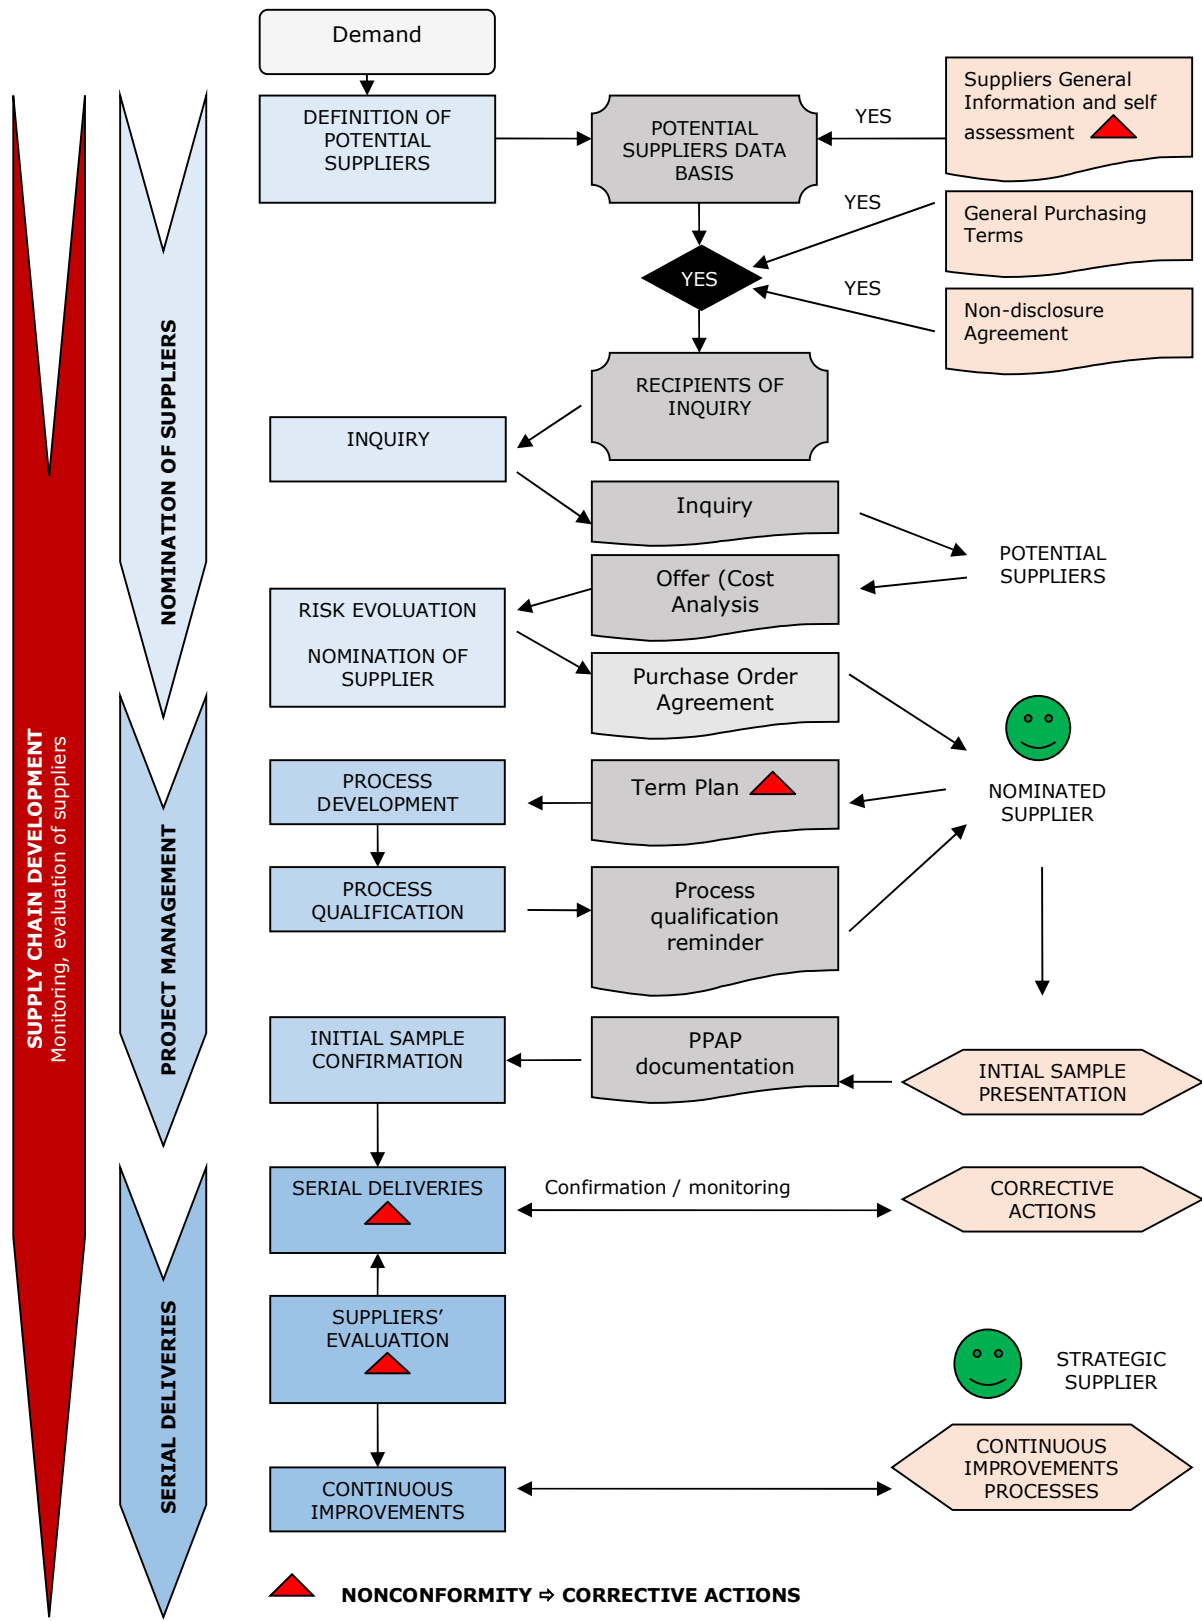 Demand
DEFINITION OF
POTENTIAL
SUPPLIERS
POTENTIAL
SUPPLIERS DATA
BASIS
YES
Suppliers General
Information and self
assessment
YES
General Purchasing
Terms
YES
YES
Non-disclosure
Agreement
RECIPIENTS OF
INQUIRY
INQUIRY
Inquiry
POTENTIAL
SUPPLIERS
Offer (Cost
Analysis
RISK EVOLUATION
NOMINATION OF
SUPPLIER
Purchase Order
Agreement
NOMINATED
SUPPLIER
Term Plan
PROCESS
DEVELOPMENT
PROCESS
QUALIFICATION
Process
qualification
reminder
INITIAL SAMPLE
CONFIRMATION
PPAP
documentation
INTIAL SAMPLE
PRESENTATION
SERIAL DELIVERIES
Confirmation / monitoring
CORRECTIVE
ACTIONS
SUPPLIERS’
EVALUATION
STRATEGIC
SUPPLIER
CONTINUOUS
IMPROVEMENTS
CONTINUOUS
IMPROVEMENTS
PROCESSES
NONCONFORMITY ⇨ CORRECTIVE ACTIONS
SUPPLY CHAIN DEVELOPMENT
Monitoring, evaluation of suppliers
NOMINATION OF SUPPLIERS
PROJECT MANAGEMENT
SERIAL DELIVERIES